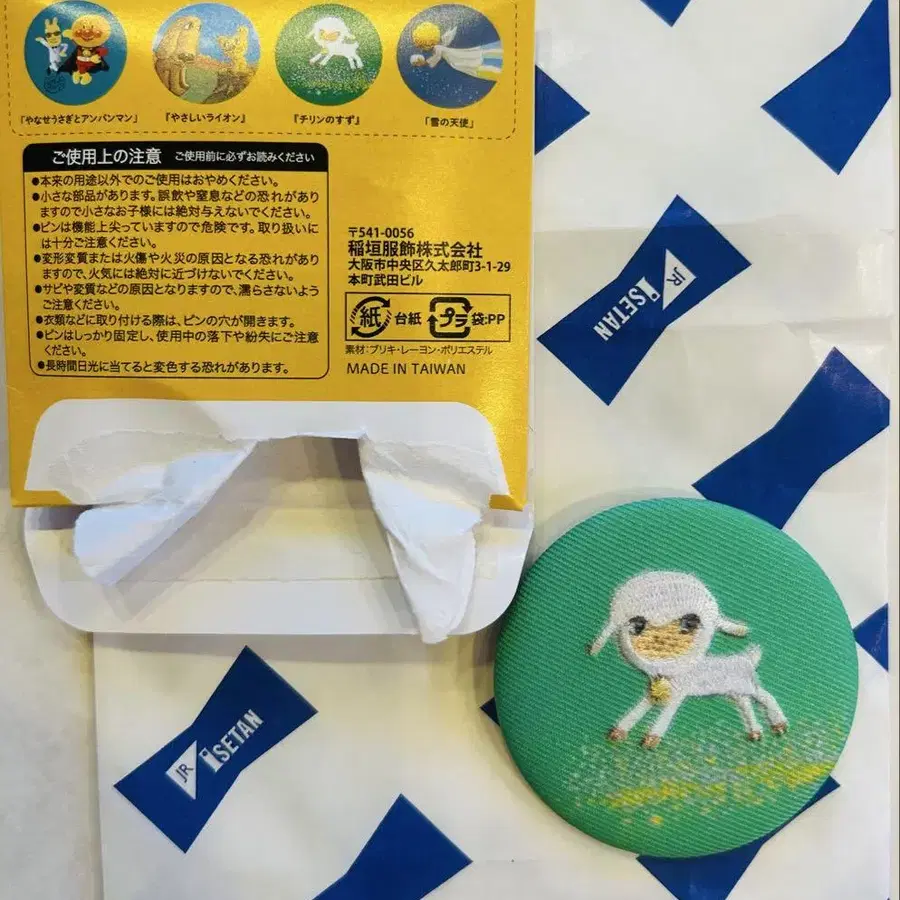 『やなせうさぎとアンパンマン』
『やさしいライオン』
『チリンのすず』
『雪の天使』
ご使用上の注意 ご使用前に必ずお読みください
●本来の用途以外でのご使用はおやめください。
●小さな部品があります。誤飲や窒息などの恐れがあり
ますので小さなお子様には絶対与えないでください。
●ピンは機能上尖っていますので危険です。取り扱いに
は十分ご注意ください。
●変形変質または火傷や火災の原因となる恐れがあり
ますので、火気には絶対に近づけないでください。
●サビや変質などの原因となりますので、濡らさないよう
ご注意ください。
●衣類などに取り付ける際は、ピンの穴が開きます。
●ピンはしっかり固定し、使用中の落下や紛失にご注意
ください。
●長時間日光に当てると変色する恐れがあります。
〒541-0056
稲垣服飾株式会社
大阪市中央区久太郎町3-1-29
本町武田ビル
紙 台紙 プラ 袋:PP
素材:ブリキ・レーヨン・ポリエステル
MADE IN TAIWAN
JR iSETAN
JR iSETAN